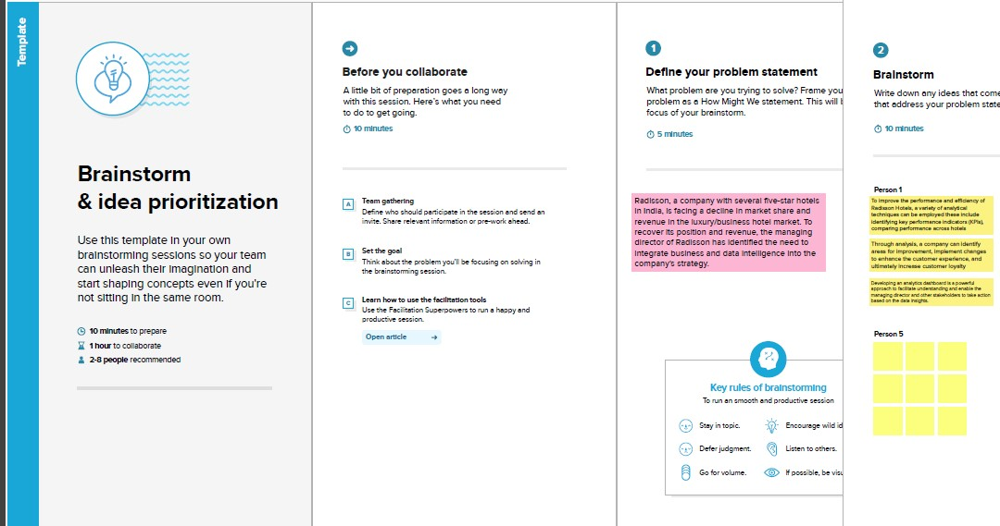 Template
Brainstorm
& idea prioritization
Use this template in your own
brainstorming sessions so your team
can unleash their imagination and
start shaping concepts even if you're
not sitting in the same room.
10 minutes to prepare
1 hour to collaborate
2-8 people recommended
Before you collaborate
A little bit of preparation goes a long way
with this session. Here's what you need
to do to get going.
10 minutes
A
Team gathering
Define who should participate in the session and send an
invite. Share relevant information or pre-work ahead.
B
Set the goal
Think about the problem you'll be focusing on solving in
the brainstorming session.
C
Learn how to use the facilitation tools
Use the Facilitation Superpowers to run a happy and
productive session.
Open article
1
Define your problem statement
What problem are you trying to solve? Frame you
problem as a How Might We statement. This will b
focus of your brainstorm.
5 minutes
Radisson, a company with several five-star hotels
in India, is facing a decline in market share and
revenue in the luxury/business hotel market. To
recover its position and revenue, the managing
director of Radisson has identified the need to
integrate business and data intelligence into the
company's strategy.
Key rules of brainstorming
To run an smooth and productive session
Stay in topic.
Encourage wild id
Defer judgment.
Listen to others.
Go for volume.
If possible, be visu
2
Brainstorm
Write down any ideas that come
that address your problem state
10 minutes
Person 1
To improve the performance and efficiency of
Radisson Hotels, a variety of analytical
techniques can be employed these include
identifying key performance indicators (KPIs),
comparing performance across hotels
Through analysis, a company can identify
areas for improvement, implement changes
to enhance the customer experience, and
ultimately increase customer loyalty
Developing an analytics dashboard is a powerful
approach to facilitate understanding and enable the
managing director and other stakeholders to take action
based on the data insights.
Person 5